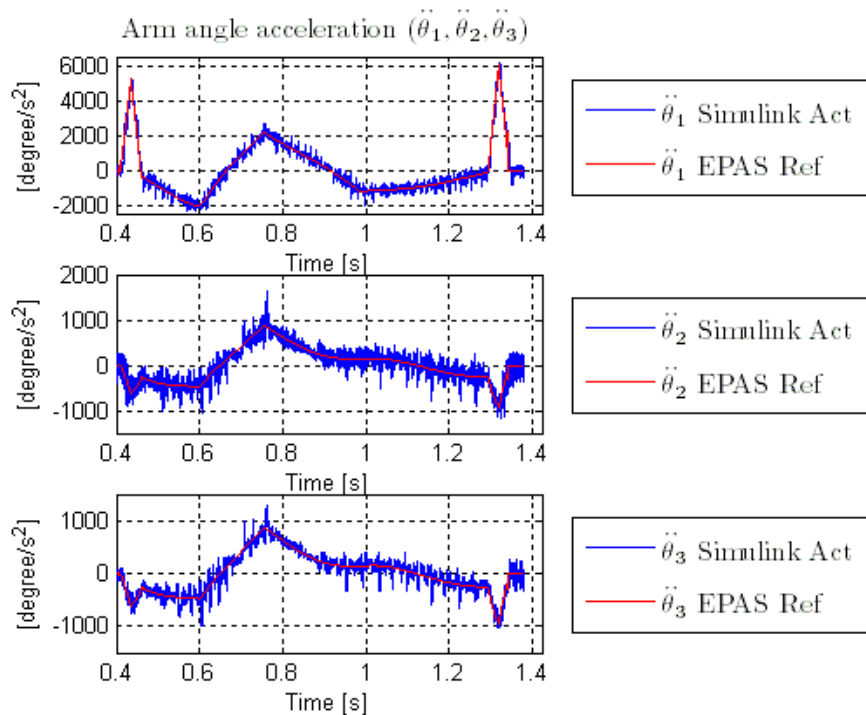 Arm angle acceleration (θ̈₁, θ̈₂, θ̈₃)
[degree/s²]
6000
4000
2000
0
-2000
0.4 0.6 0.8 1 1.2 1.4
Time [s]
θ̈₁ Simulink Act
θ̈₁ EPAS Ref
[degree/s²]
2000
1000
0
-1000
0.4 0.6 0.8 1 1.2 1.4
Time [s]
θ̈₂ Simulink Act
θ̈₂ EPAS Ref
[degree/s²]
1000
0
-1000
0.4 0.6 0.8 1 1.2 1.4
Time [s]
θ̈₃ Simulink Act
θ̈₃ EPAS Ref